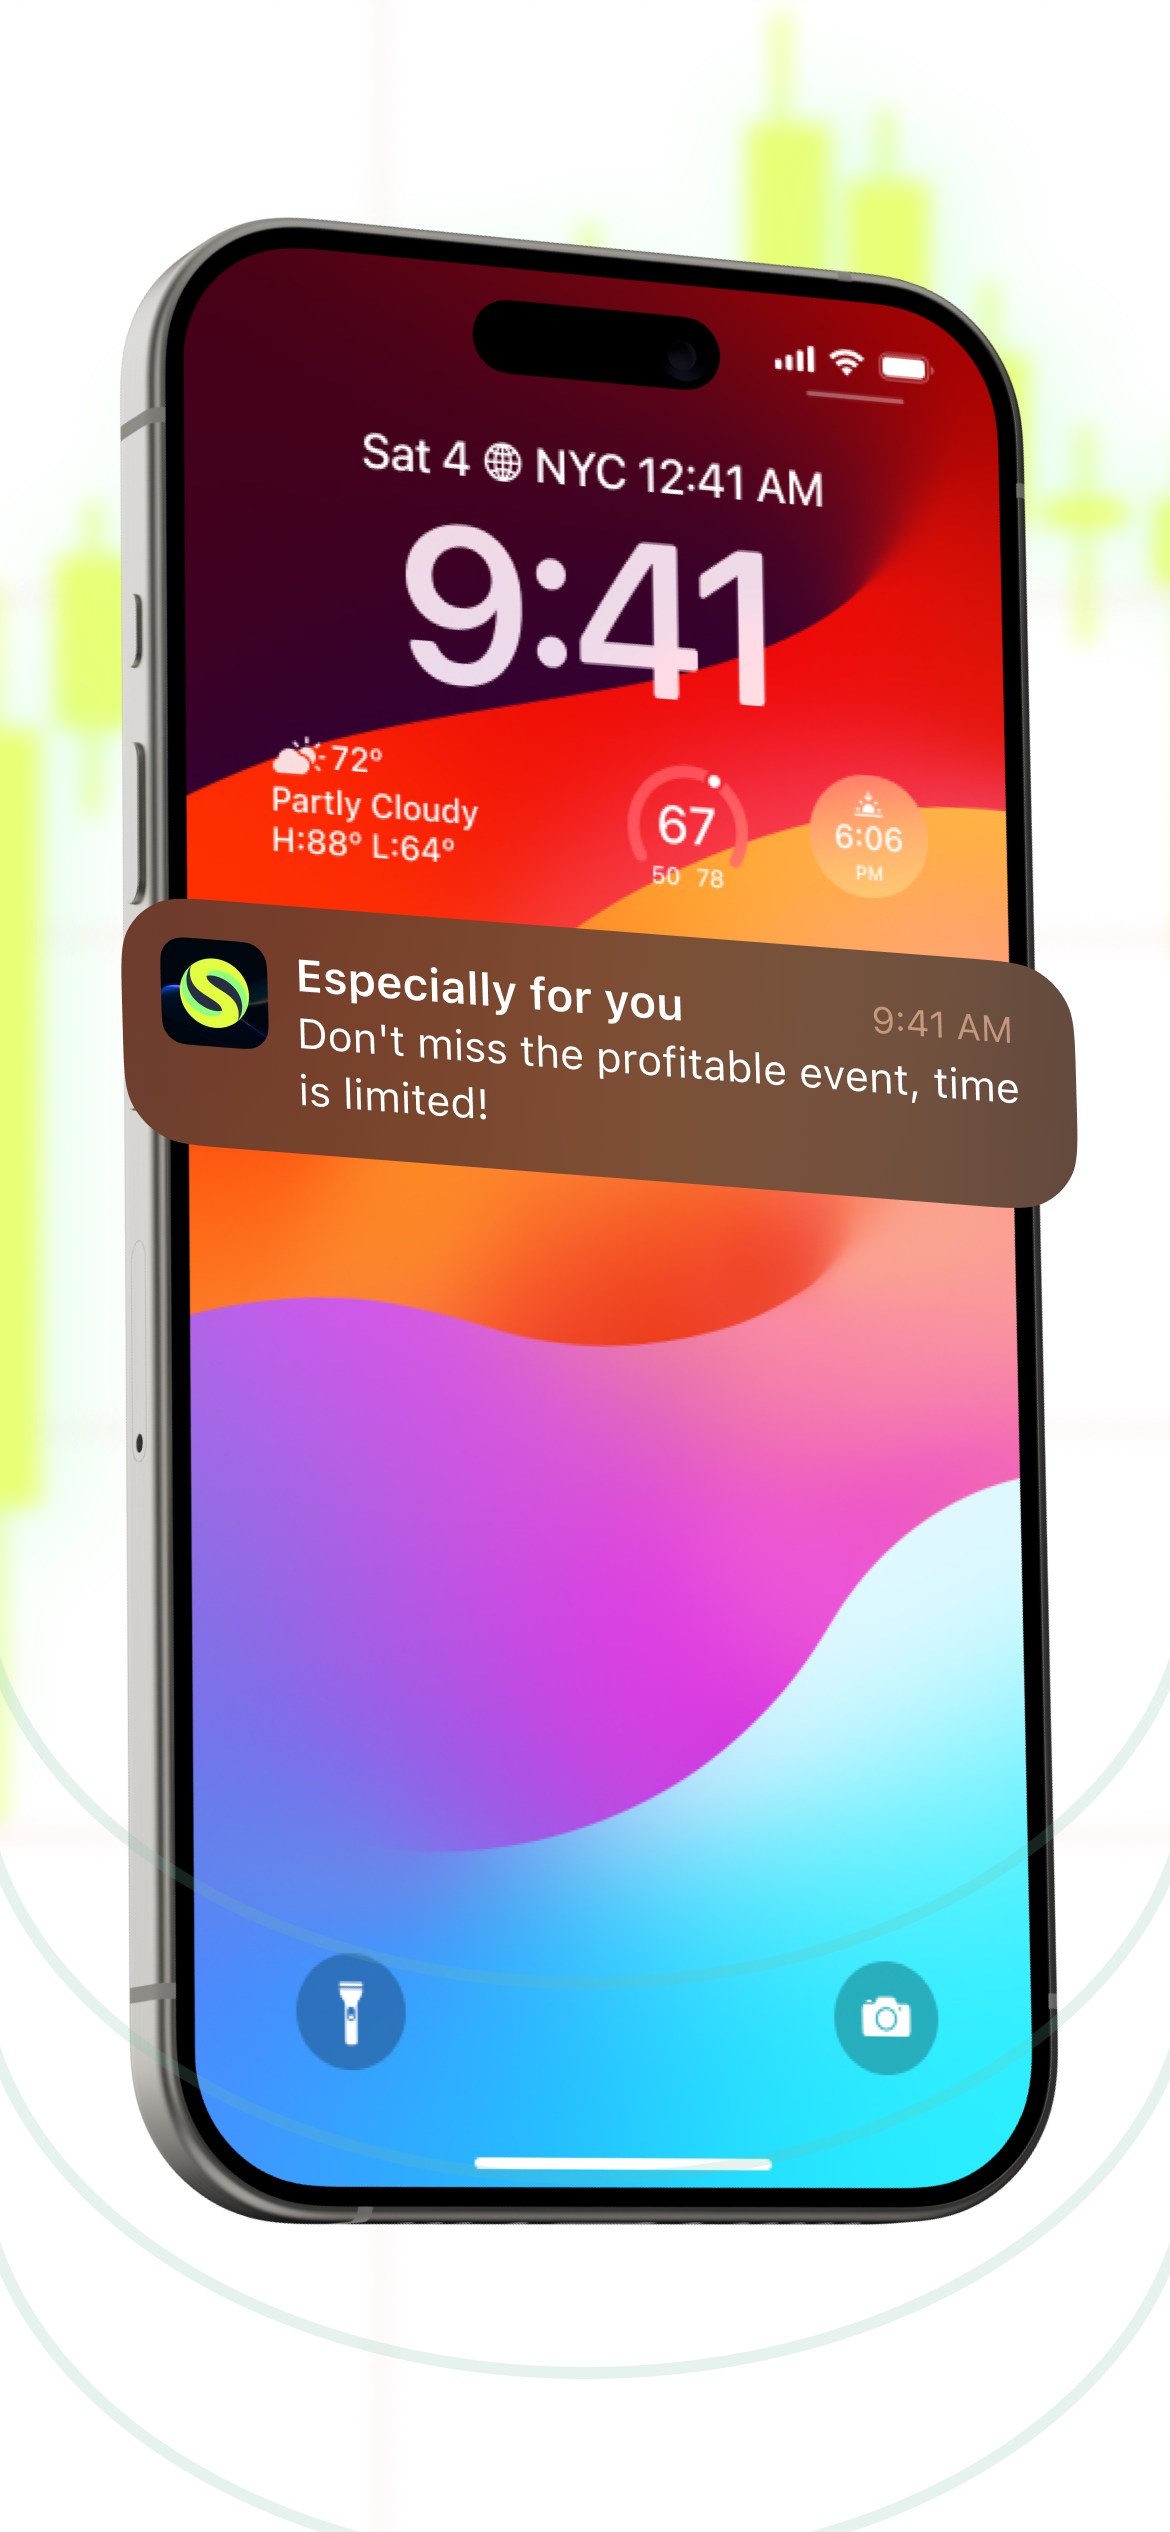 Sat 4 NYC 12:41 AM
9:41
72°
Partly Cloudy
H:88° L:64°
67
50 78
6:06
PM
Especially for you
9:41 AM
Don't miss the profitable event, time
is limited!